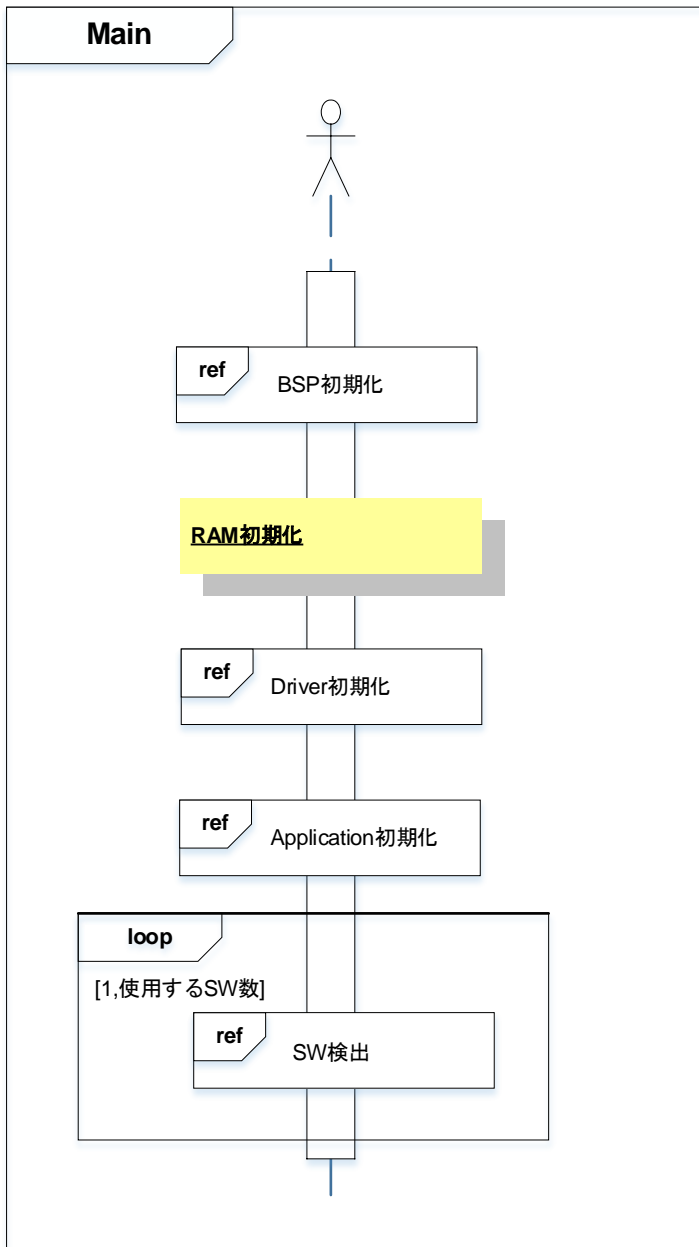 Main
ref
BSP初期化
RAM初期化
ref
Driver初期化
ref
Application初期化
loop
[1,使用するSW数]
ref
SW検出